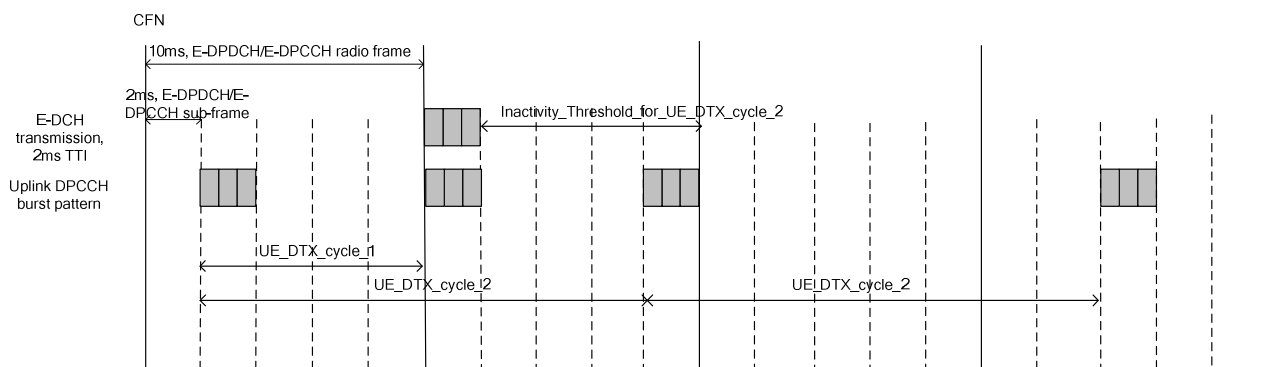 CFN
10ms, E-DPDCH/E-DPCCH radio frame
2ms, E-DPDCH/E-
DPCCH sub-frame
E-DCH
transmission,
2ms TTI
Inactivity_Threshold_for_UE_DTX_cycle_2
Uplink DPCCH
burst pattern
UE_DTX_cycle_1
UE_DTX_cycle_2
UE_DTX_cycle_2